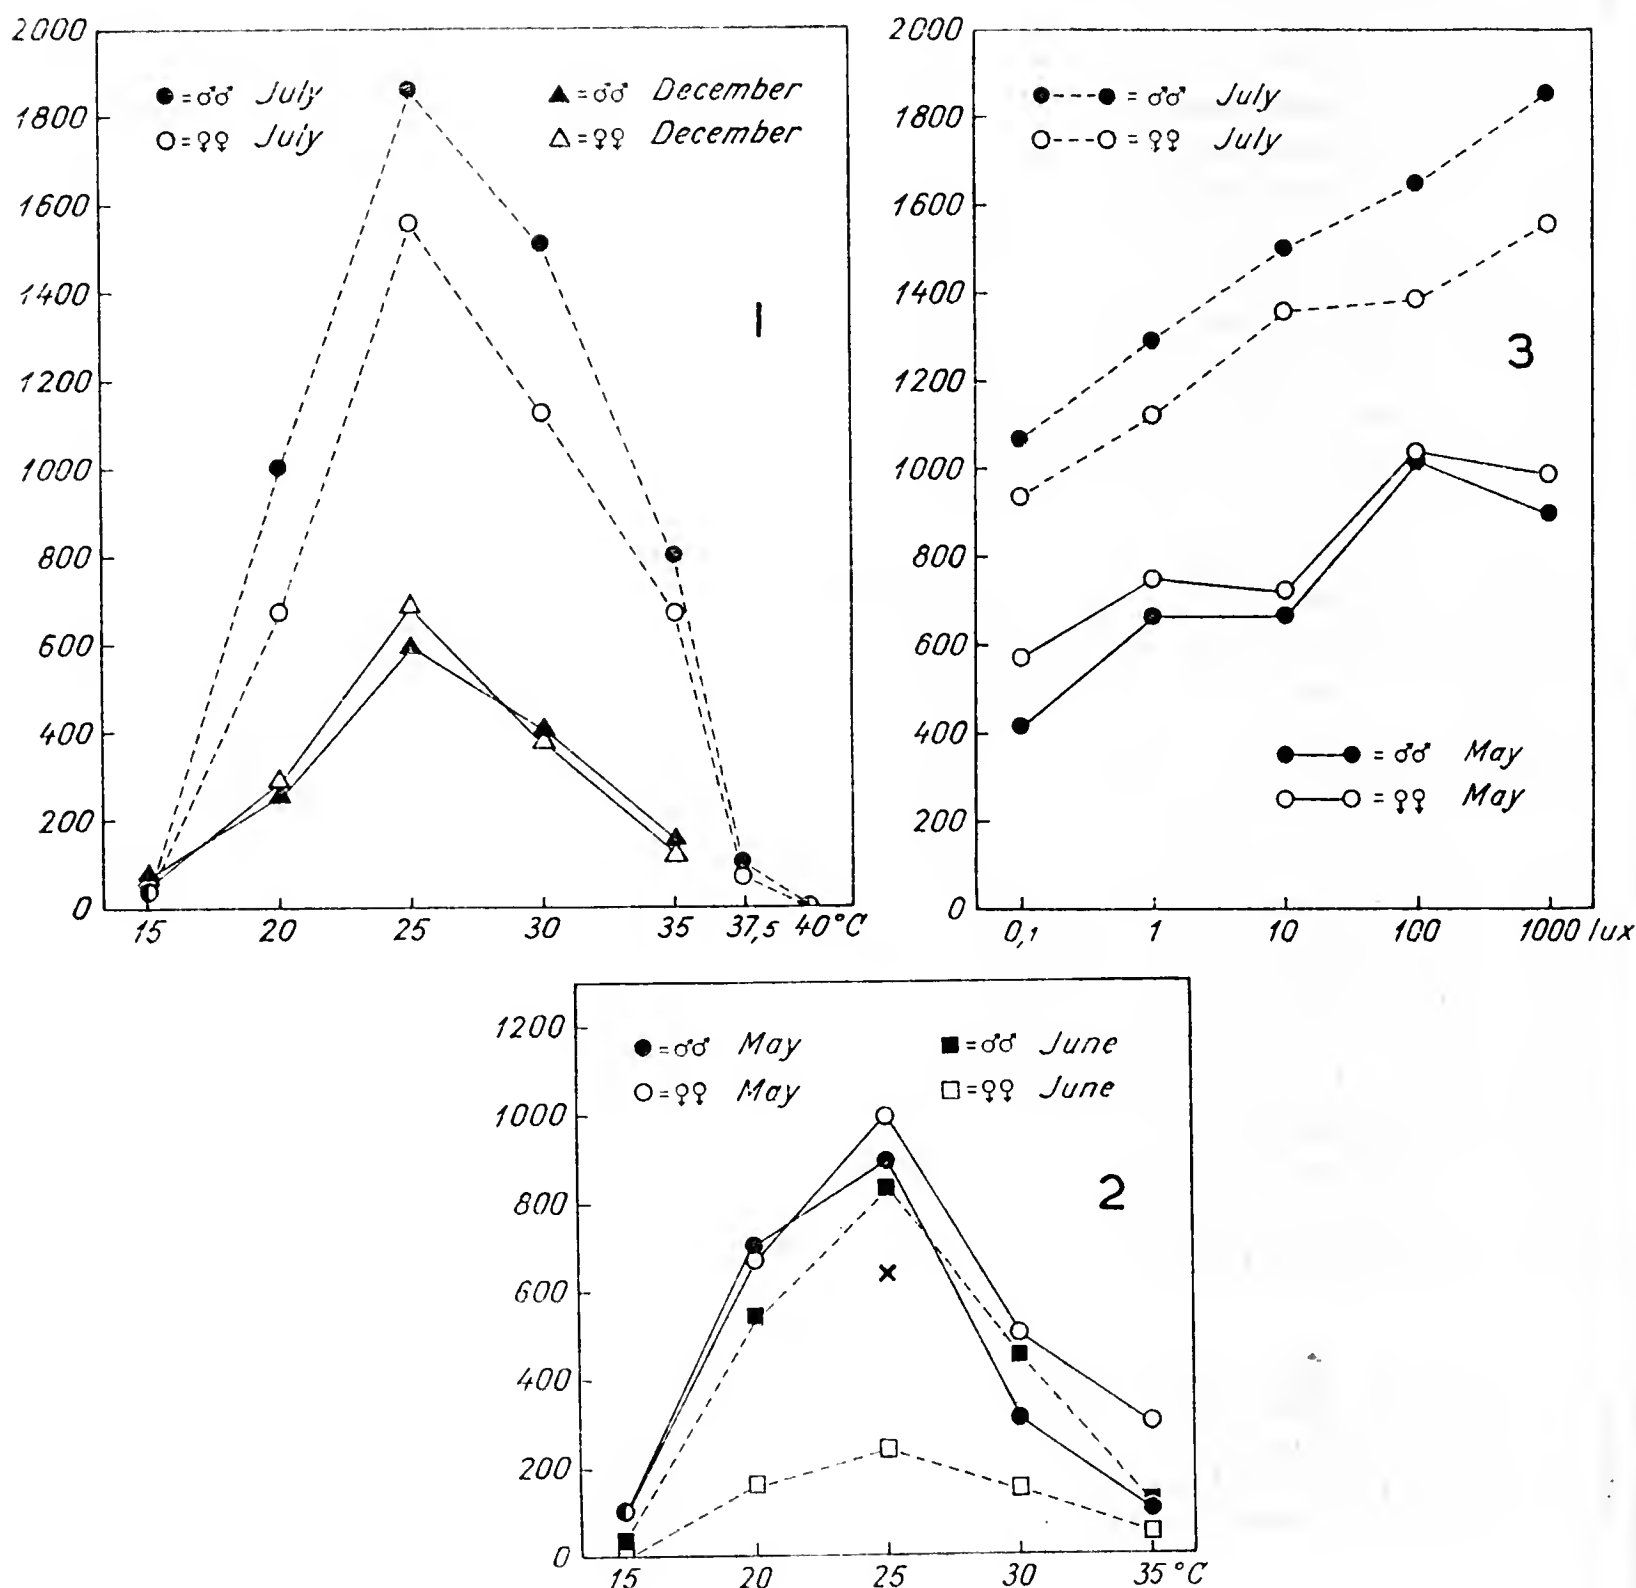 2000
1800
1600
1400
1200
1000
800
600
400
200
0
15 20 25 30 35 37,5 40°C
● = ♂♂ July
○ = ♀♀ July
▲ = ♂♂ December
△ = ♀♀ December
1
2000
1800
1600
1400
1200
1000
800
600
400
200
0
0,1 1 10 100 1000 lux
●---● = ♂♂ July
○---○ = ♀♀ July
3
●—● = ♂♂ May
○—○ = ♀♀ May
1200
1000
800
600
400
200
0
15 20 25 30 35°C
● = ♂♂ May
○ = ♀♀ May
■ = ♂♂ June
□ = ♀♀ June
2
×